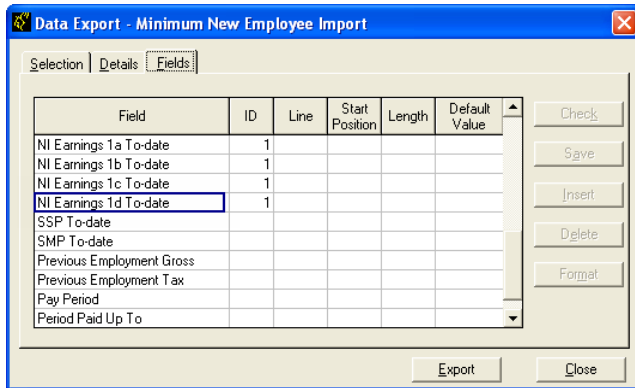 Data Export - Minimum New Employee Import
Selection Details Fields
Field ID Line Start Position Length Default Value
NI Earnings 1a To-date 1
NI Earnings 1b To-date 1
NI Earnings 1c To-date 1
NI Earnings 1d To-date 1
SSP To-date
SMP To-date
Previous Employment Gross
Previous Employment Tax
Pay Period
Period Paid Up To
Check
Save
Insert
Delete
Format
Export Close